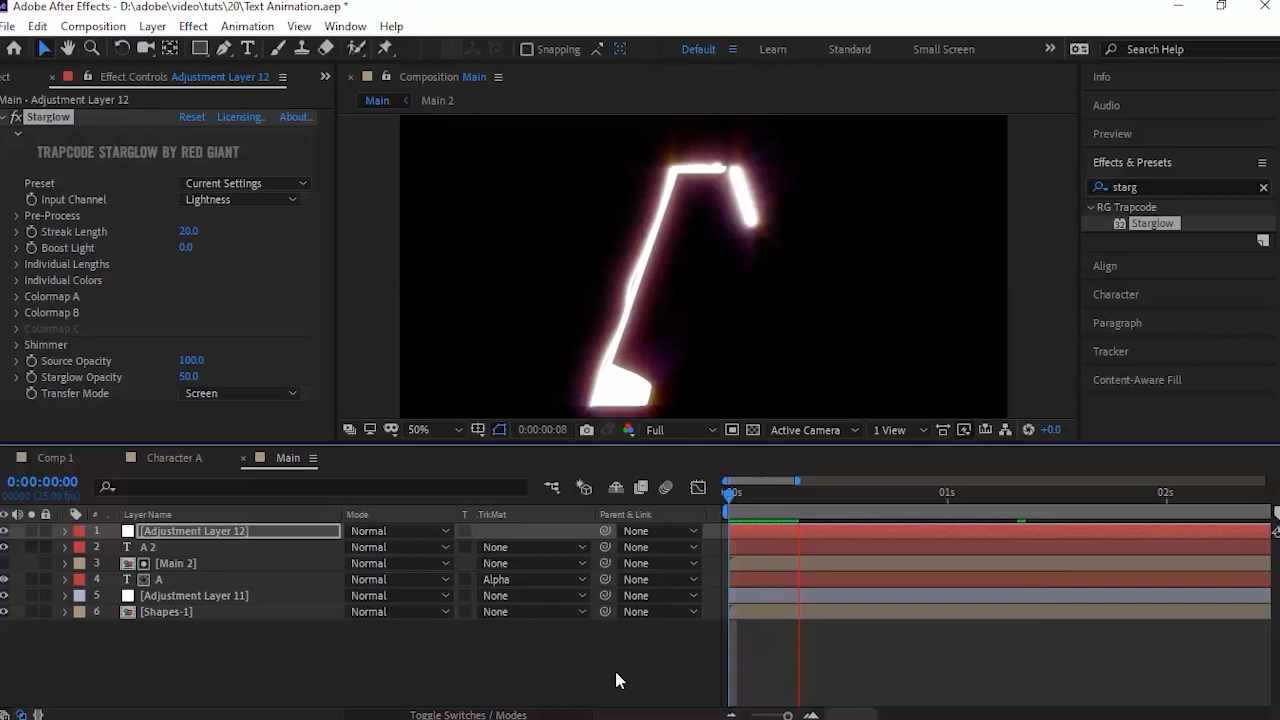 Adobe After Effects - D:\adobe\video\tuts\20\Text Animation.aep *
File Edit Composition Layer Effect Animation View Window Help
Snapping Default Learn Standard Small Screen Search Help
Effect Controls Adjustment Layer 12
Composition Main
Info
Main - Adjustment Layer 12
Main Main 2
Audio
fx Starglow Reset Licensing... About...
Preview
TRAPCODE STARGLOW BY RED GIANT
Effects & Presets
Preset Current Settings
starg
Input Channel Lightness
RG Trapcode
Pre-Process
Starglow
Streak Length 20.0
Boost Light 0.0
Individual Lengths
Align
Individual Colors
Character
Colormap A
Colormap B
Paragraph
Colormap C
Shimmer
Tracker
Source Opacity 100.0
Starglow Opacity 50.0
Content-Aware Fill
Transfer Mode Screen
50% 0:00:00:08 Full Active Camera 1 View +0.0
Comp 1 Character A Main
0:00:00:00
00000 (25.00 fps)
00s 01s 02s
# Layer Name Mode T .TrkMat Parent & Link
1 [Adjustment Layer 12] Normal None
2 T A 2 Normal None None
3 [Main 2] Normal None None
4 T A Normal Alpha None
5 [Adjustment Layer 11] Normal None None
6 [Shapes-1] Normal None None
Toggle Switches / Modes